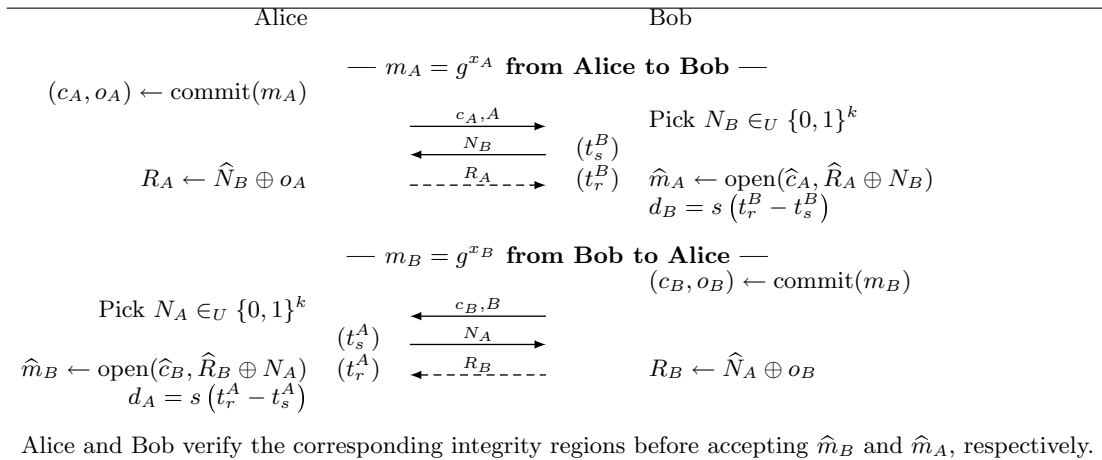 Alice Bob
— m_A = g^{x_A} from Alice to Bob —
(c_A, o_A) ← commit(m_A)
c_A, A Pick N_B ∈_U {0, 1}^k
N_B (t_s^B)
R_A ← N̂_B ⊕ o_A R_A (t_r^B) m̂_A ← open(ĉ_A, R̂_A ⊕ N_B)
d_B = s (t_r^B − t_s^B)
— m_B = g^{x_B} from Bob to Alice —
(c_B, o_B) ← commit(m_B)
Pick N_A ∈_U {0, 1}^k c_B, B
(t_s^A) N_A
m̂_B ← open(ĉ_B, R̂_B ⊕ N_A) (t_r^A) R_B R_B ← N̂_A ⊕ o_B
d_A = s (t_r^A − t_s^A)
Alice and Bob verify the corresponding integrity regions before accepting m̂_B and m̂_A, respectively.